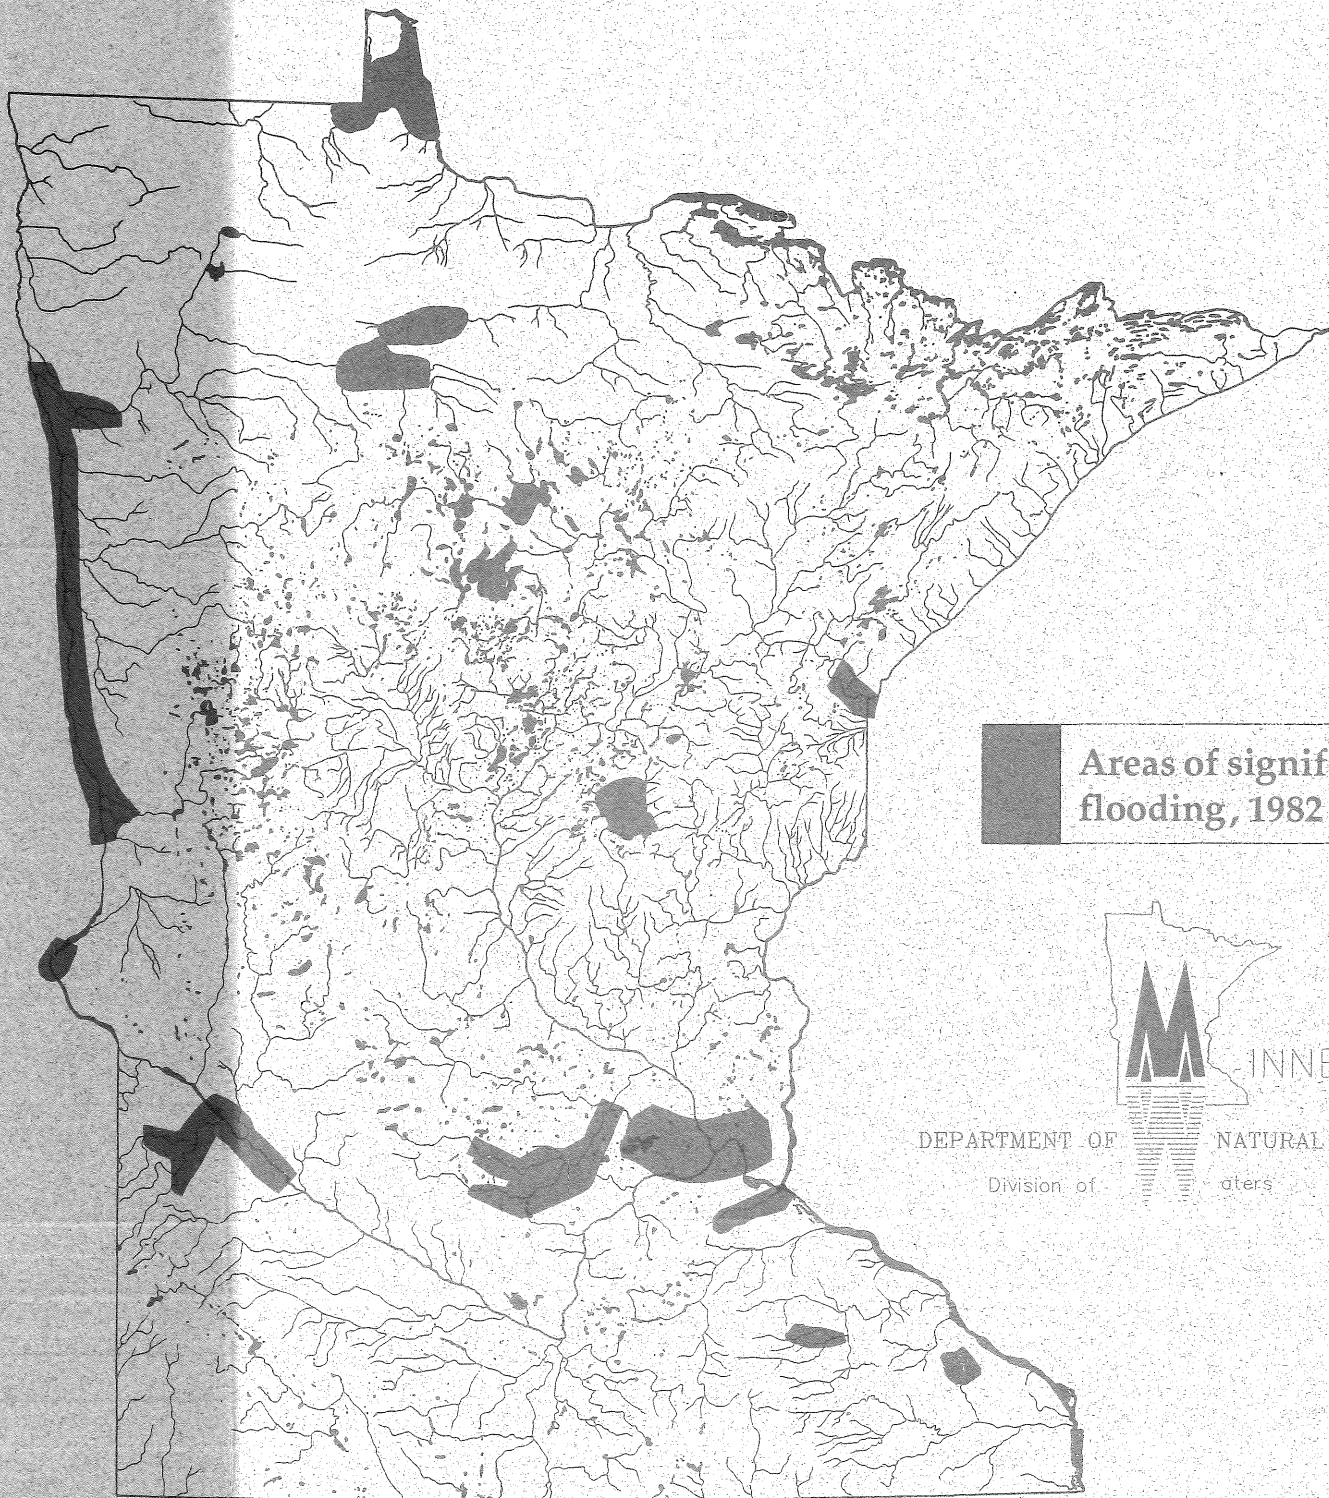 Areas of signif
flooding, 1982
INNE
DEPARTMENT OF NATURAL
Division of aters